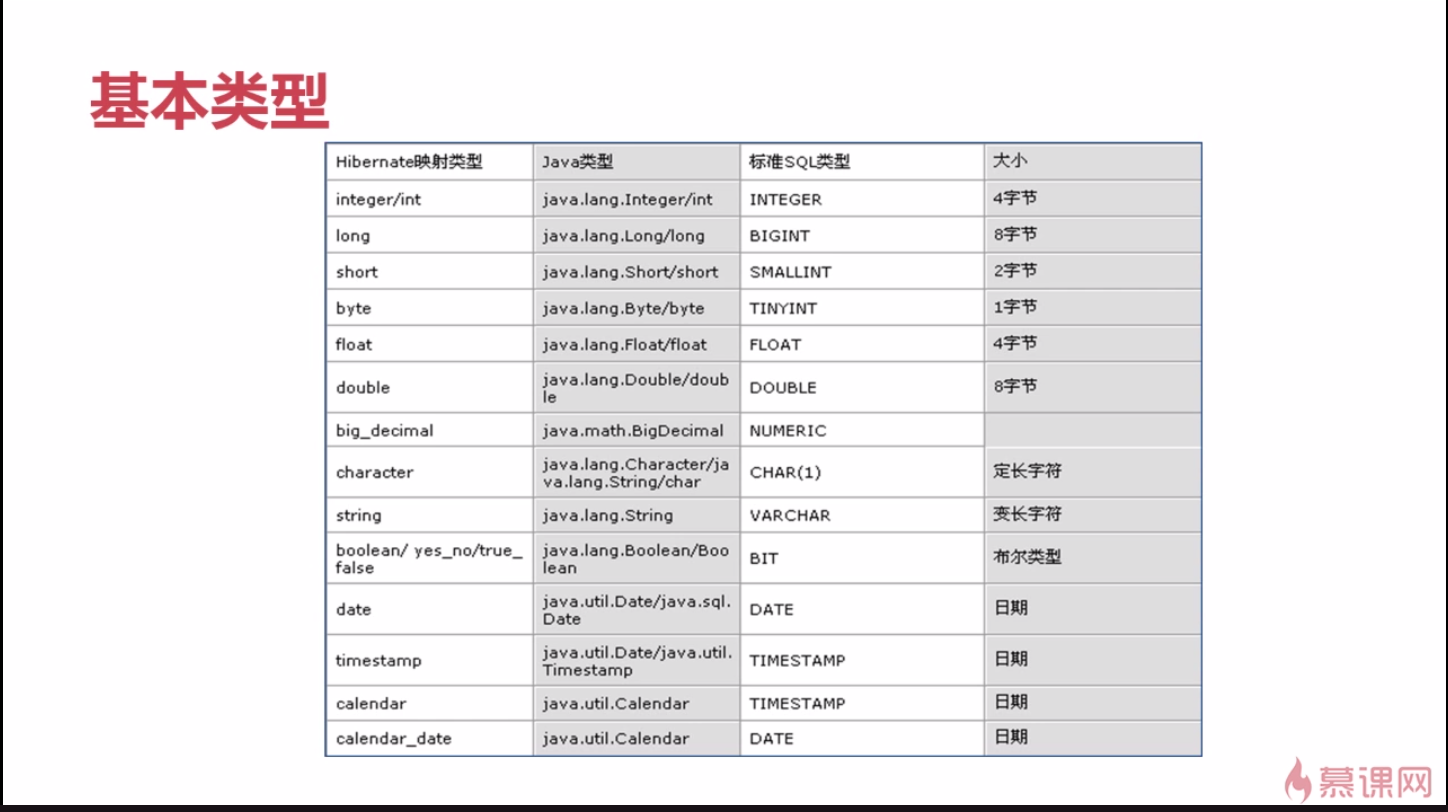 基本类型
Hibernate映射类型 Java类型 标准SQL类型 大小
integer/int java.lang.Integer/int INTEGER 4字节
long java.lang.Long/long BIGINT 8字节
short java.lang.Short/short SMALLINT 2字节
byte java.lang.Byte/byte TINYINT 1字节
float java.lang.Float/float FLOAT 4字节
double java.lang.Double/doub
le DOUBLE 8字节
big_decimal java.math.BigDecimal NUMERIC
character java.lang.Character/ja
va.lang.String/char CHAR(1) 定长字符
string java.lang.String VARCHAR 变长字符
boolean/ yes_no/true_
false java.lang.Boolean/Boo
lean BIT 布尔类型
date java.util.Date/java.sql.
Date DATE 日期
timestamp java.util.Date/java.util.
Timestamp TIMESTAMP 日期
calendar java.util.Calendar TIMESTAMP 日期
calendar_date java.util.Calendar DATE 日期
慕课网